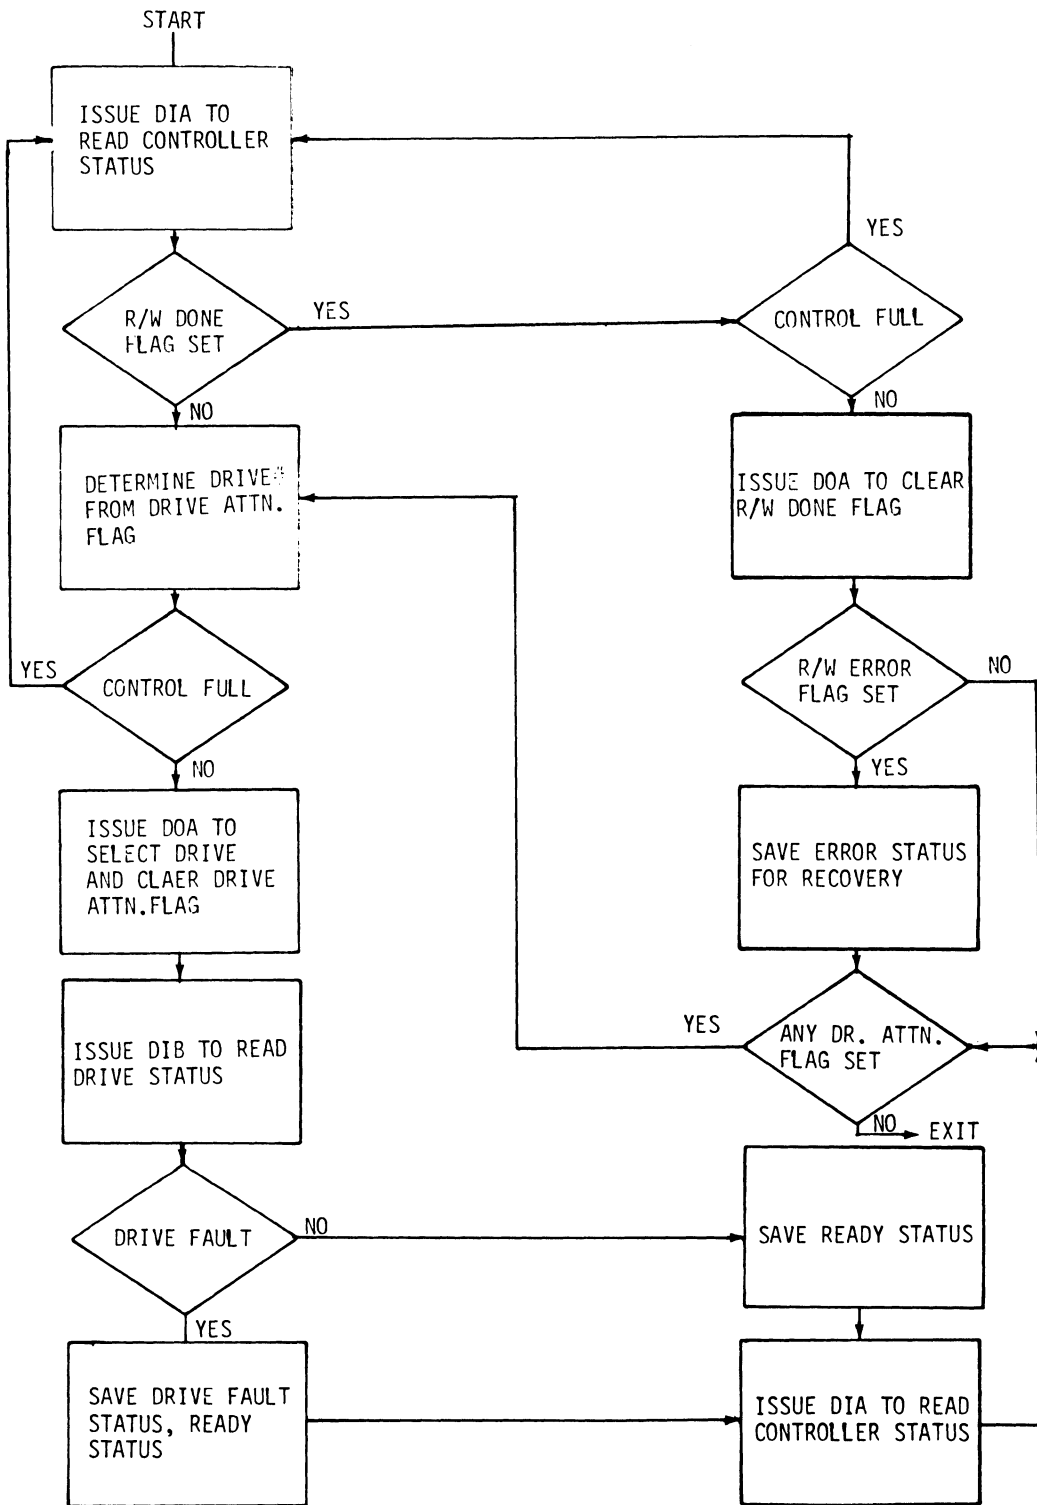 START
ISSUE DIA TO
READ CONTROLLER
STATUS
YES
R/W DONE
FLAG SET
YES
CONTROL FULL
NO
NO
DETERMINE DRIVE#
FROM DRIVE ATTN.
FLAG
ISSUE DOA TO CLEAR
R/W DONE FLAG
YES
CONTROL FULL
R/W ERROR
FLAG SET
NO
NO
YES
ISSUE DOA TO
SELECT DRIVE
AND CLAER DRIVE
ATTN.FLAG
SAVE ERROR STATUS
FOR RECOVERY
ISSUE DIB TO READ
DRIVE STATUS
YES
ANY DR. ATTN.
FLAG SET
NO
EXIT
DRIVE FAULT
NO
SAVE READY STATUS
YES
SAVE DRIVE FAULT
STATUS, READY
STATUS
ISSUE DIA TO READ
CONTROLLER STATUS